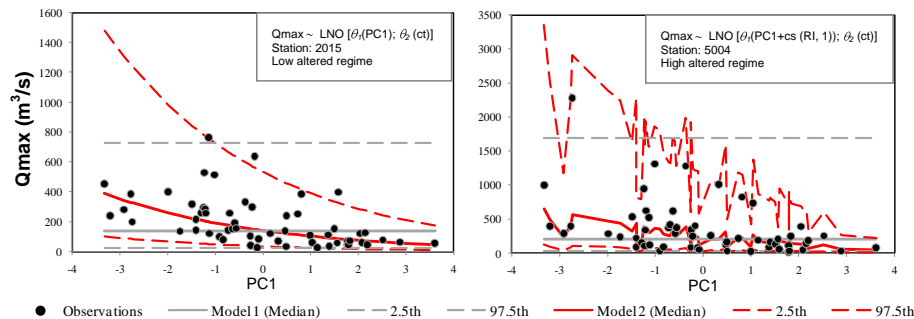 Qmax ~ LNO [θ1(PC1); θ2 (ct)]
Station: 2015
Low altered regime
Qmax (m³/s)
1600
1400
1200
1000
800
600
400
200
0
-4 -3 -2 -1 0 1 2 3 4
PC1
Qmax ~ LNO [θ1(PC1+cs (RI, 1)); θ2 (ct)]
Station: 5004
High altered regime
3500
3000
2500
2000
1500
1000
500
0
-4 -3 -2 -1 0 1 2 3 4
PC1
Observations Model 1 (Median) 2.5th 97.5th Model 2 (Median) 2.5th 97.5th